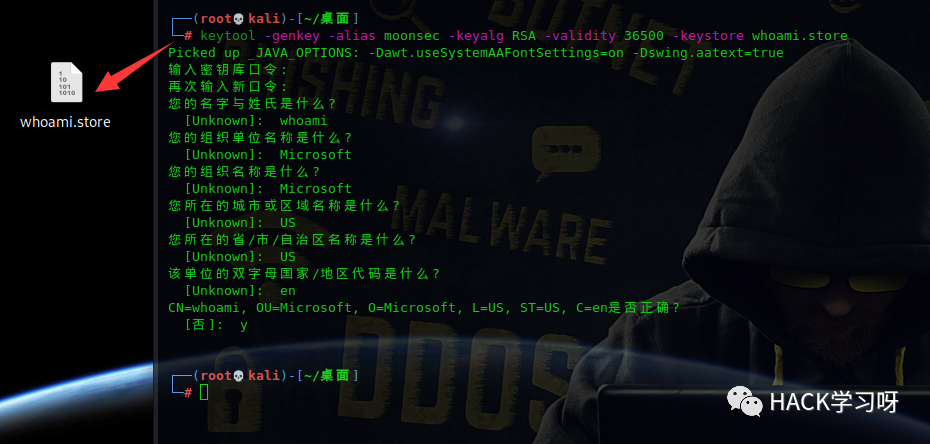 ┌──(root💀kali)-[~/桌面]
└─# keytool -genkey -alias moonsec -keyalg RSA -validity 36500 -keystore whoami.store
Picked up _JAVA_OPTIONS: -Dawt.useSystemAAFontSettings=on -Dswing.aatext=true
输入密钥库口令:
再次输入新口令:
您的名字与姓氏是什么?
  [Unknown]:  whoami
您的组织单位名称是什么?
  [Unknown]:  Microsoft
您的组织名称是什么?
  [Unknown]:  Microsoft
您所在的城市或区域名称是什么?
  [Unknown]:  US
您所在的省/市/自治区名称是什么?
  [Unknown]:  US
该单位的双字母国家/地区代码是什么?
  [Unknown]:  en
CN=whoami, OU=Microsoft, O=Microsoft, L=US, ST=US, C=en是否正确?
  [否]:  y
┌──(root💀kali)-[~/桌面]
└─#
1
10
101
1010
whoami.store
BOTNET
SHING
MALWARE
DDOS
HACK学习呀